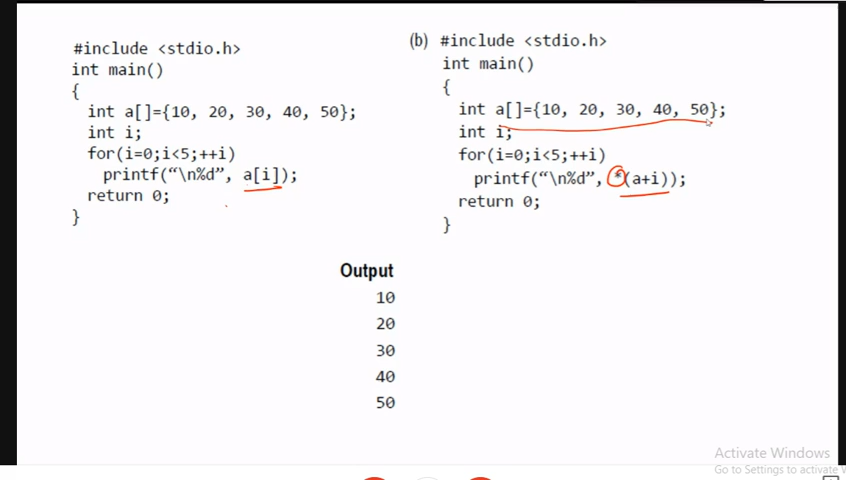 #include <stdio.h>
int main()
{
int a[]={10, 20, 30, 40, 50};
int i;
for(i=0;i<5;++i)
printf(“\n%d”, a[i]);
return 0;
}
(b) #include <stdio.h>
int main()
{
int a[]={10, 20, 30, 40, 50};
int i;
for(i=0;i<5;++i)
printf(“\n%d”, *(a+i));
return 0;
}
Output
10
20
30
40
50
Activate Windows
Go to Settings to activate